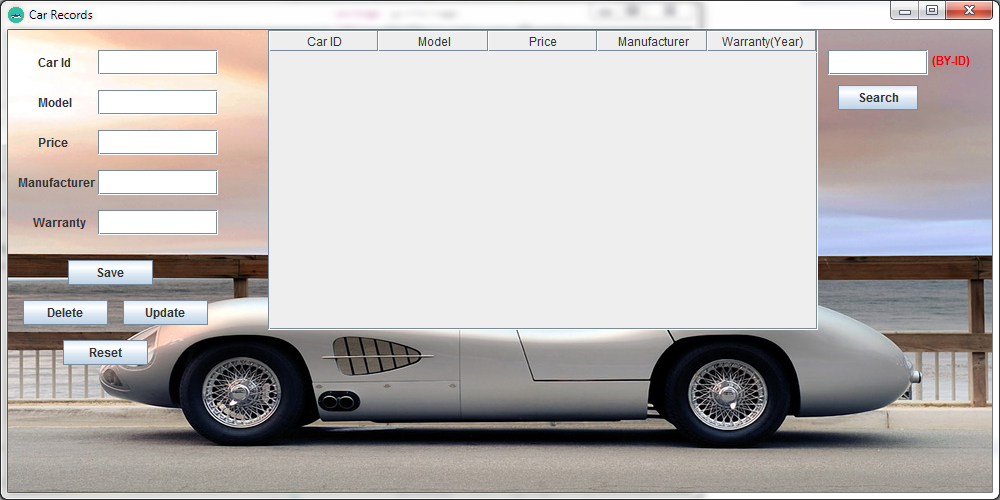 Car Records
Car Id
Model
Price
Manufacturer
Warranty
Save
Delete Update
Reset
Car ID Model Price Manufacturer Warranty(Year)
(BY-ID)
Search